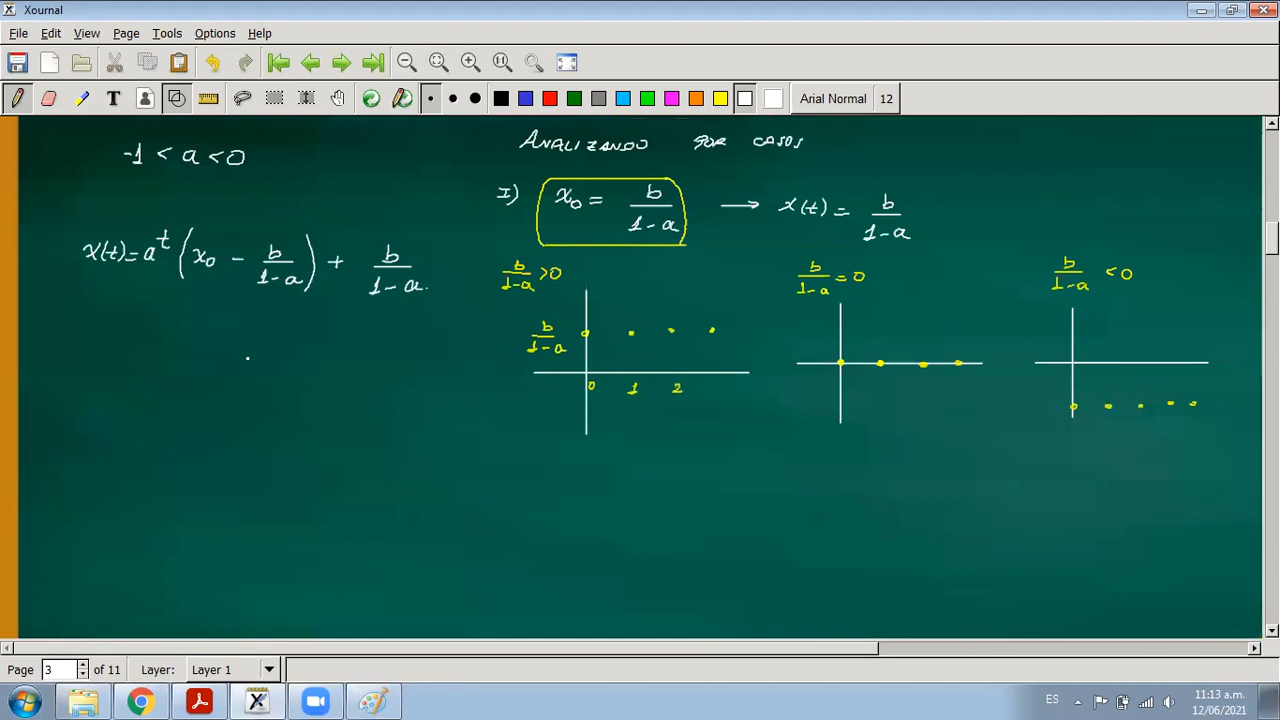 Xournal
File Edit View Page Tools Options Help
Arial Normal 12
-1 < a < 0
x(t) = a^t (x_0 - b/(1-a)) + b/(1-a).
ANALIZANDO POR CASOS
I) x_0 = b/(1-a) → x(t) = b/(1-a)
b/(1-a) > 0
b/(1-a)
0 1 2
b/(1-a) = 0
b/(1-a) < 0
Page 3 of 11 Layer: Layer 1
ES
11:13 a.m.
12/06/2021